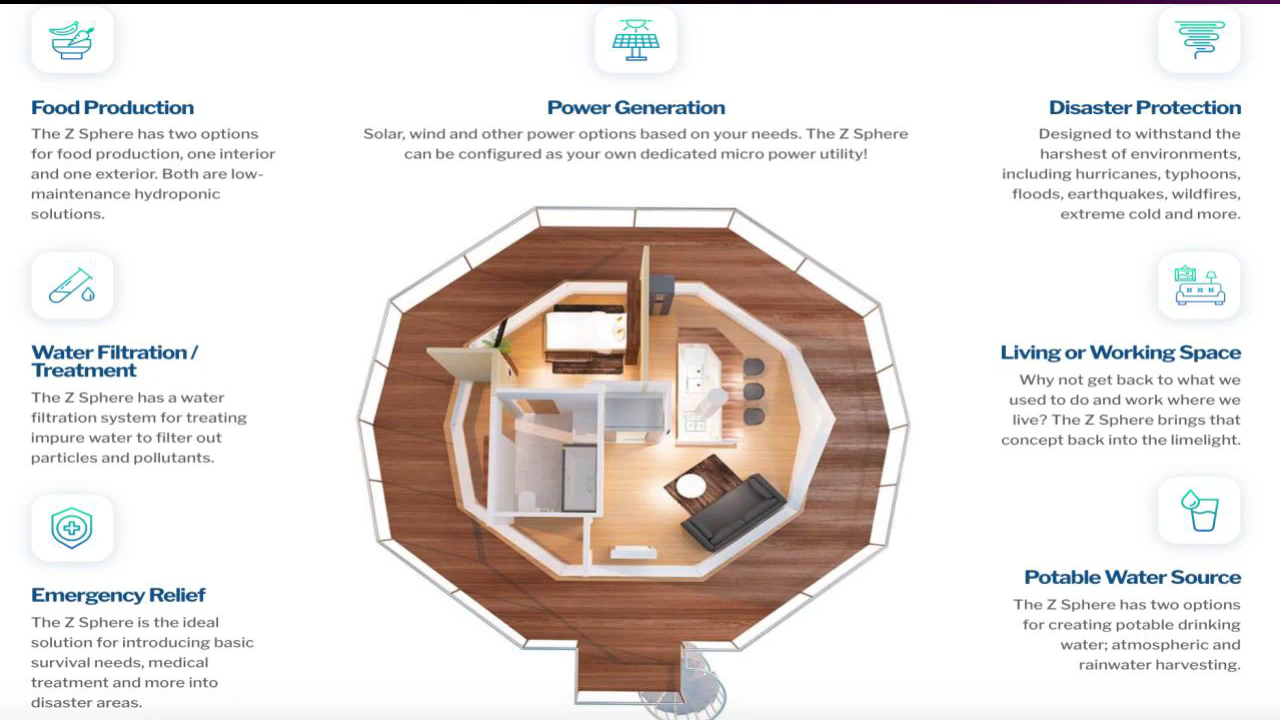 Food Production
The Z Sphere has two options
for food production, one interior
and one exterior. Both are low-
maintenance hydroponic
solutions.
Water Filtration /
Treatment
The Z Sphere has a water
filtration system for treating
impure water to filter out
particles and pollutants.
Emergency Relief
The Z Sphere is the ideal
solution for introducing basic
survival needs, medical
treatment and more into
disaster areas.
Power Generation
Solar, wind and other power options based on your needs. The Z Sphere
can be configured as your own dedicated micro power utility!
Disaster Protection
Designed to withstand the
harshest of environments,
including hurricanes, typhoons,
floods, earthquakes, wildfires,
extreme cold and more.
Living or Working Space
Why not get back to what we
used to do and work where we
live? The Z Sphere brings that
concept back into the limelight.
Potable Water Source
The Z Sphere has two options
for creating potable drinking
water; atmospheric and
rainwater harvesting.